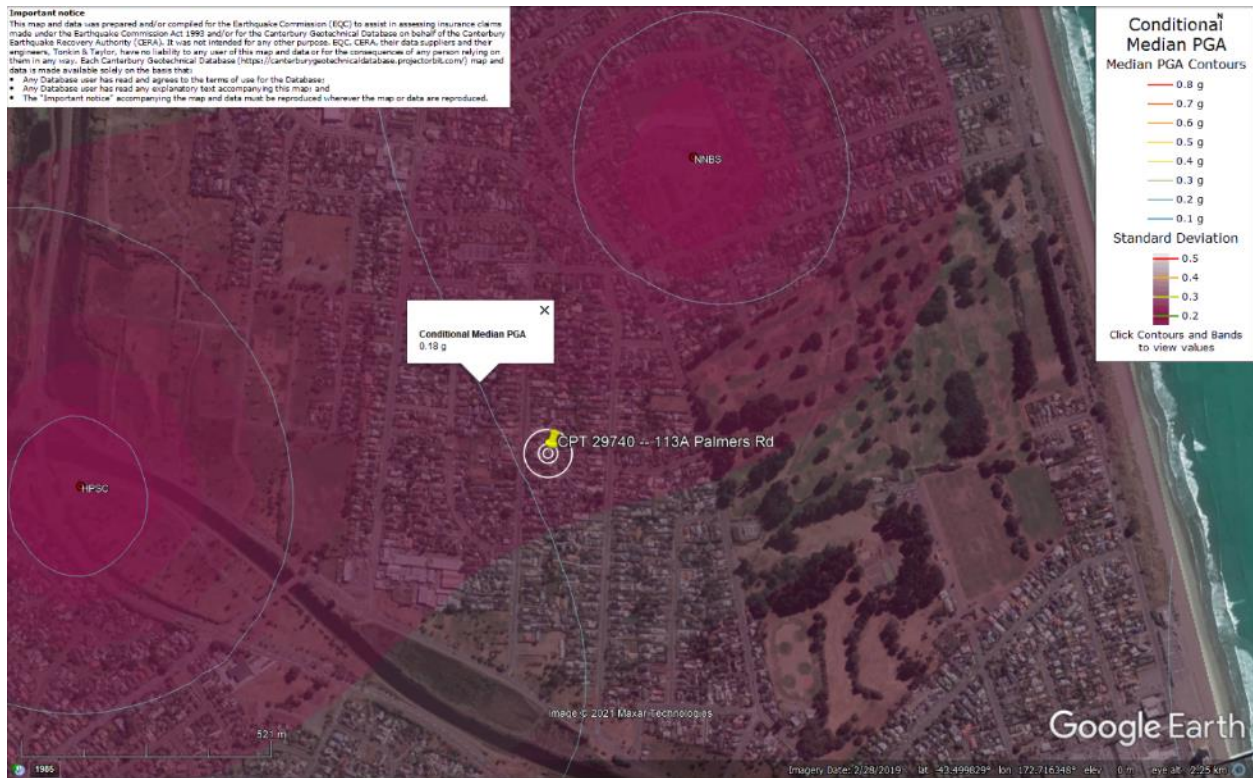 Important notice
This map and data was prepared and/or compiled for the Earthquake Commission (EQC) to assist in assessing insurance claims
made under the Earthquake Commission Act 1993 and/or for the Canterbury Geotechnical Database on behalf of the Canterbury
Earthquake Recovery Authority (CERA). It was not intended for any other purpose. EQC, CERA, their data suppliers and their
engineers, Tonkin & Taylor, have no liability to any user of this map and data or for the consequences of any person relying on
them in any way. Each Canterbury Geotechnical Database (https://canterburygeotechnicaldatabase.projectorbit.com/) map and
data is made available solely on the basis that:
• Any Database user has read and agrees to the terms of use for the Database;
• Any Database user has read any explanatory text accompanying this map; and
• The "Important notice" accompanying the map and data must be reproduced wherever the map or data are reproduced.
N
Conditional
Median PGA
Median PGA Contours
0.8 g
0.7 g
0.6 g
0.5 g
0.4 g
0.3 g
0.2 g
0.1 g
Standard Deviation
0.5
0.4
0.3
0.2
Click Contours and Bands
to view values
NNBS
Conditional Median PGA
0.18 g
CPT 29740 -- 113A Palmers Rd
HPSC
Image © 2021 Maxar Technologies
521 m
Google Earth
1985
Imagery Date: 2/28/2019 lat -43.499829° lon 172.716348° elev 0 m eye alt 2.25 km